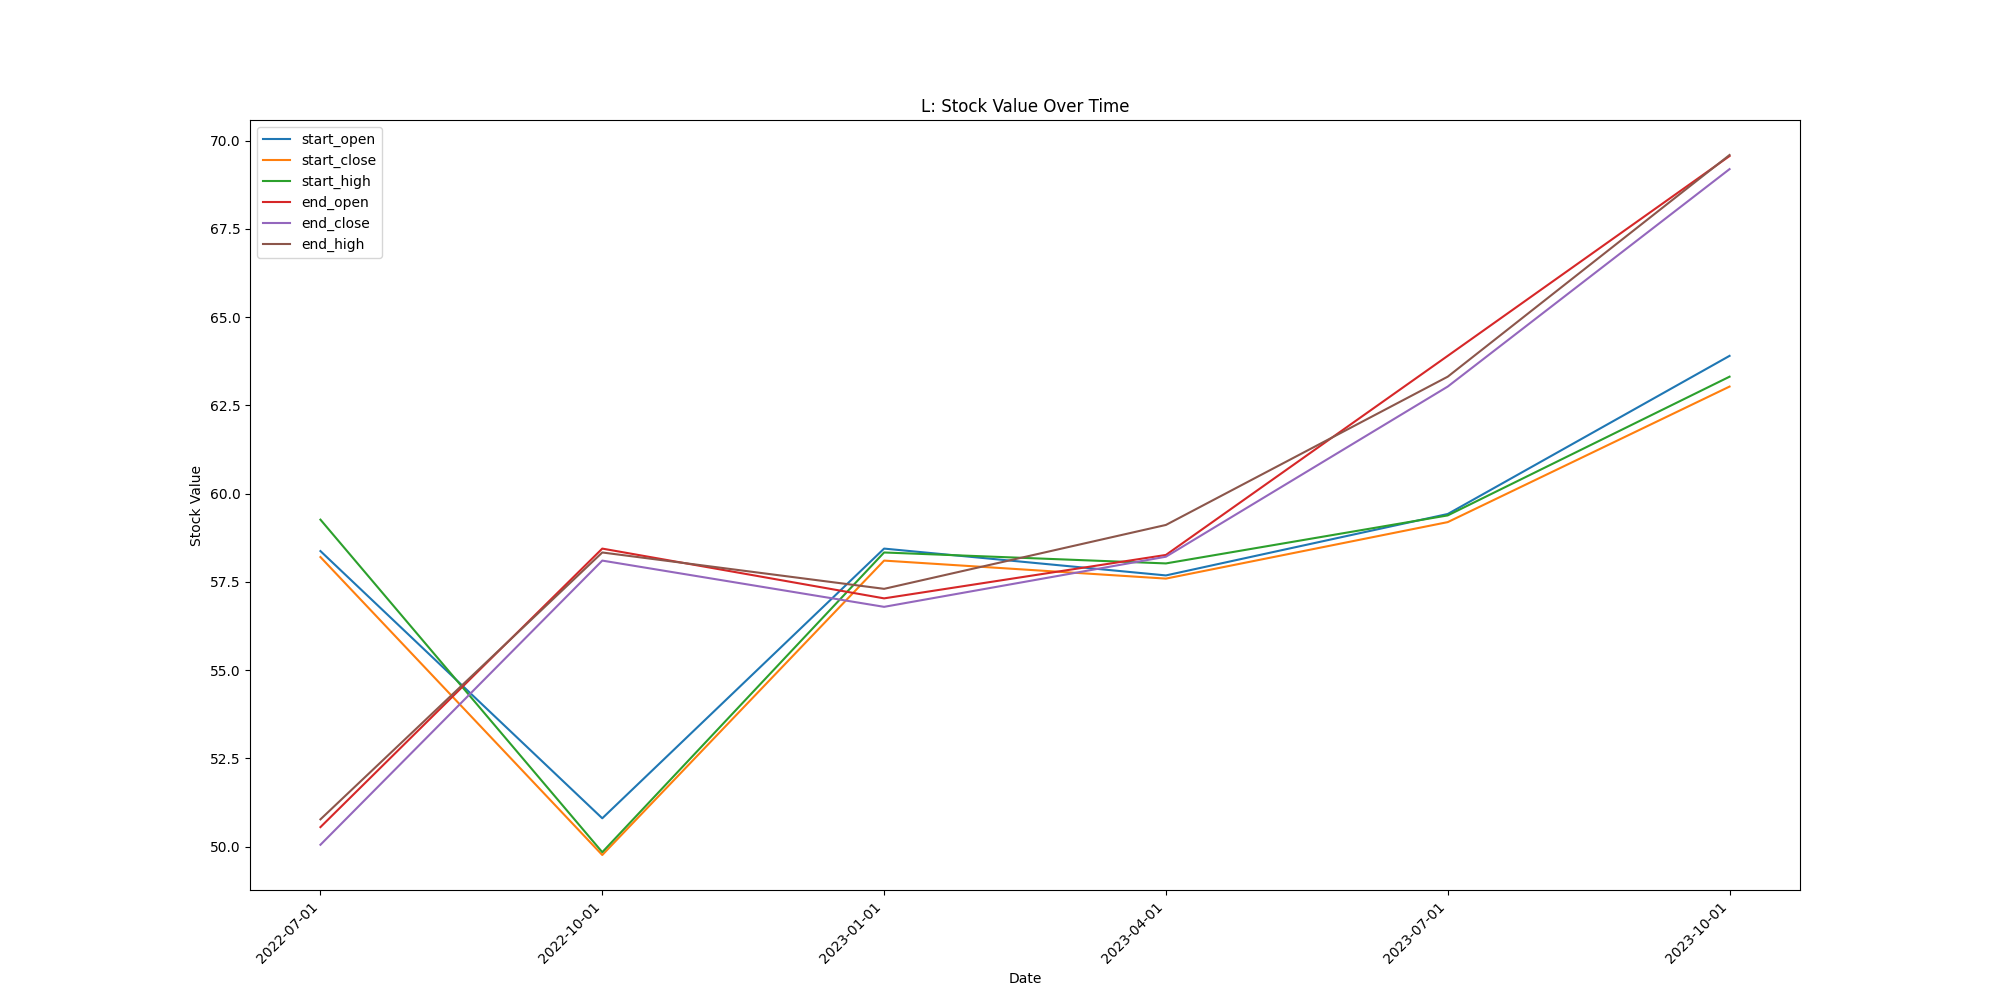 L: Stock Value Over Time
start_open
start_close
start_high
end_open
end_close
end_high
70.0
67.5
65.0
62.5
60.0
57.5
55.0
52.5
50.0
Stock Value
2022-07-01
2022-10-01
2023-01-01
2023-04-01
2023-07-01
2023-10-01
Date